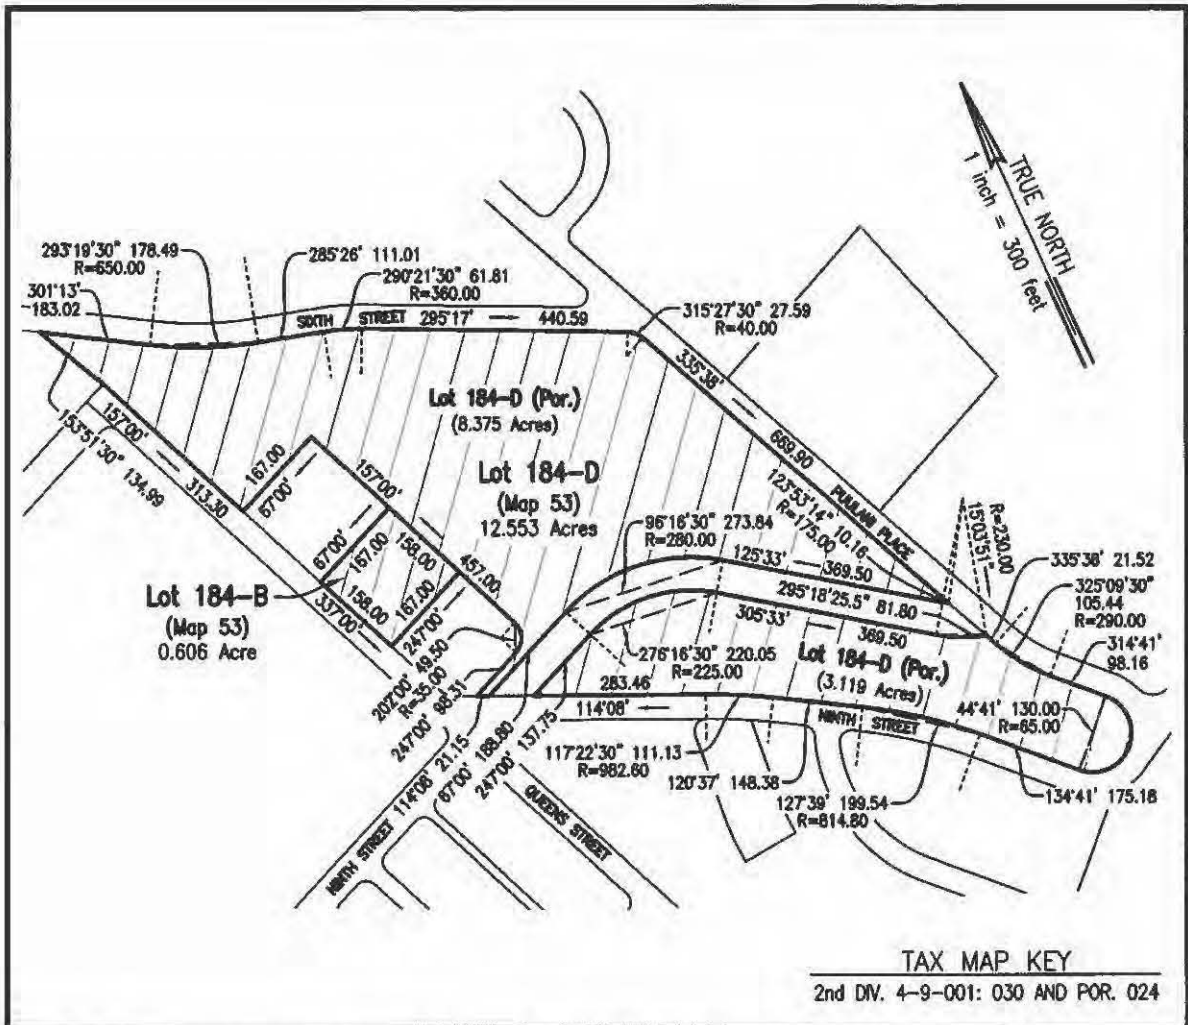 TRUE NORTH
1 inch = 300 feet
293°19'30" 178.49
R=650.00
285°26' 111.01
290°21'30" 61.81
R=360.00
301°13'
183.02
SIXTH STREET 295°17' 440.59
315°27'30" 27.59
R=40.00
335°38'
669.90
PUULANI PLACE
Lot 184-D (Por.)
(8.375 Acres)
Lot 184-D
(Map 53)
12.553 Acres
123°53'14" 10.16
R=175.00
R=230.00
15°03'51"
157°00'
313.30
153°51'30" 134.99
167.00
67°00'
157°00'
457.00
67°00'
167.00
158.00
158.00
167.00
247°00'
337°00'
Lot 184-B
(Map 53)
0.606 Acre
96°16'30" 273.84
R=280.00
125°33'
369.50
295°18'25.5" 81.80
305°33'
369.50
335°38' 21.52
325°09'30"
105.44
R=290.00
314°41'
98.16
276°16'30" 220.05
R=225.00
Lot 184-D (Por.)
(3.119 Acres)
44°41' 130.00
R=65.00
202°00' 49.50
R=35.00
247°00' 98.31
283.46
114°08'
NINTH STREET
117°22'30" 111.13
R=982.60
120°37' 148.38
127°39' 199.54
R=814.80
134°41' 175.18
NINTH STREET 114°08' 21.15
67°00' 188.80
247°00' 137.75
QUEENS STREET
TAX MAP KEY
2nd DIV. 4-9-001: 030 AND POR. 024